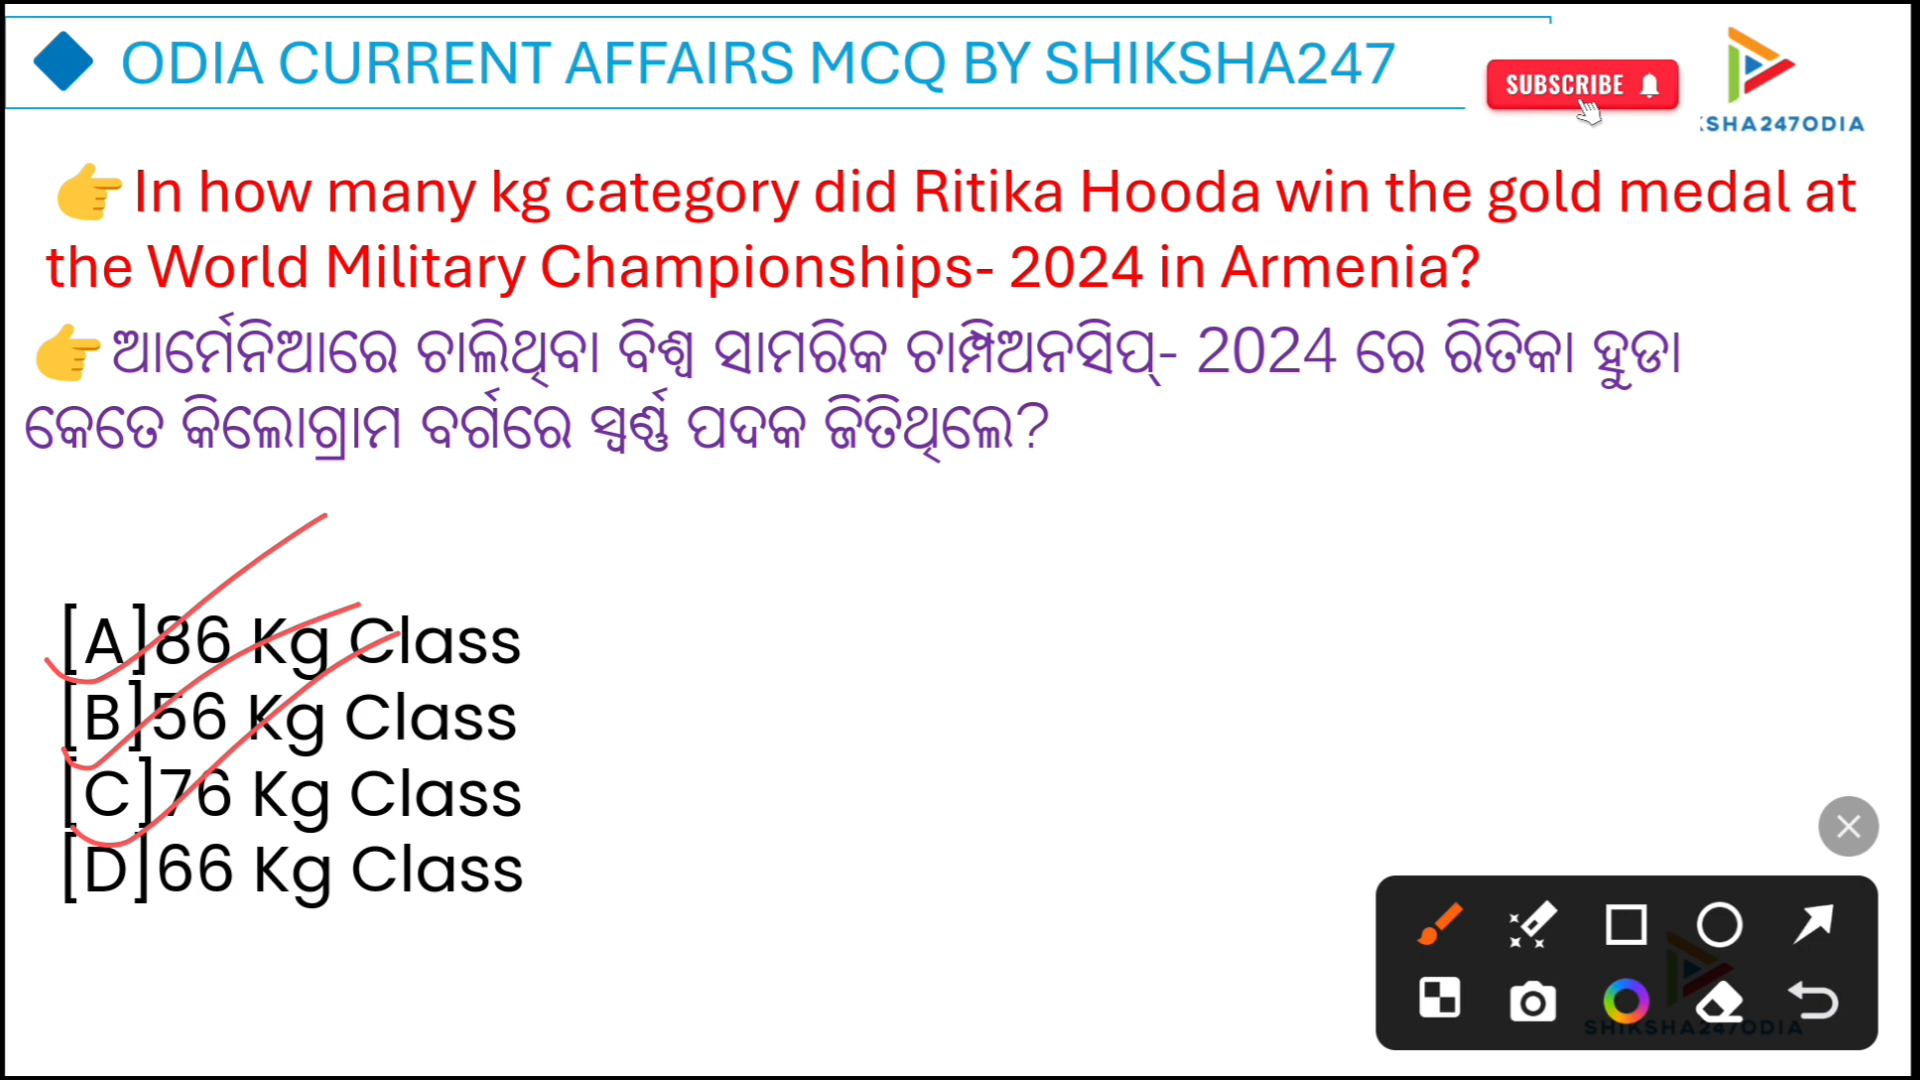 ODIA CURRENT AFFAIRS MCQ BY SHIKSHA247
SUBSCRIBE
SHA247ODIA
In how many kg category did Ritika Hooda win the gold medal at
the World Military Championships- 2024 in Armenia?
ଆର୍ମେନିଆରେ ଚାଲିଥିବା ବିଶ୍ୱ ସାମରିକ ଚାମ୍ପିଅନସିପ୍- 2024 ରେ ରିତିକା ହୁଡା
କେତେ କିଲୋଗ୍ରାମ ବର୍ଗରେ ସ୍ୱର୍ଣ୍ଣ ପଦକ ଜିତିଥିଲେ?
[A]86 Kg Class
[B]56 Kg Class
[C]76 Kg Class
[D]66 Kg Class
SHIKSHA247ODIA